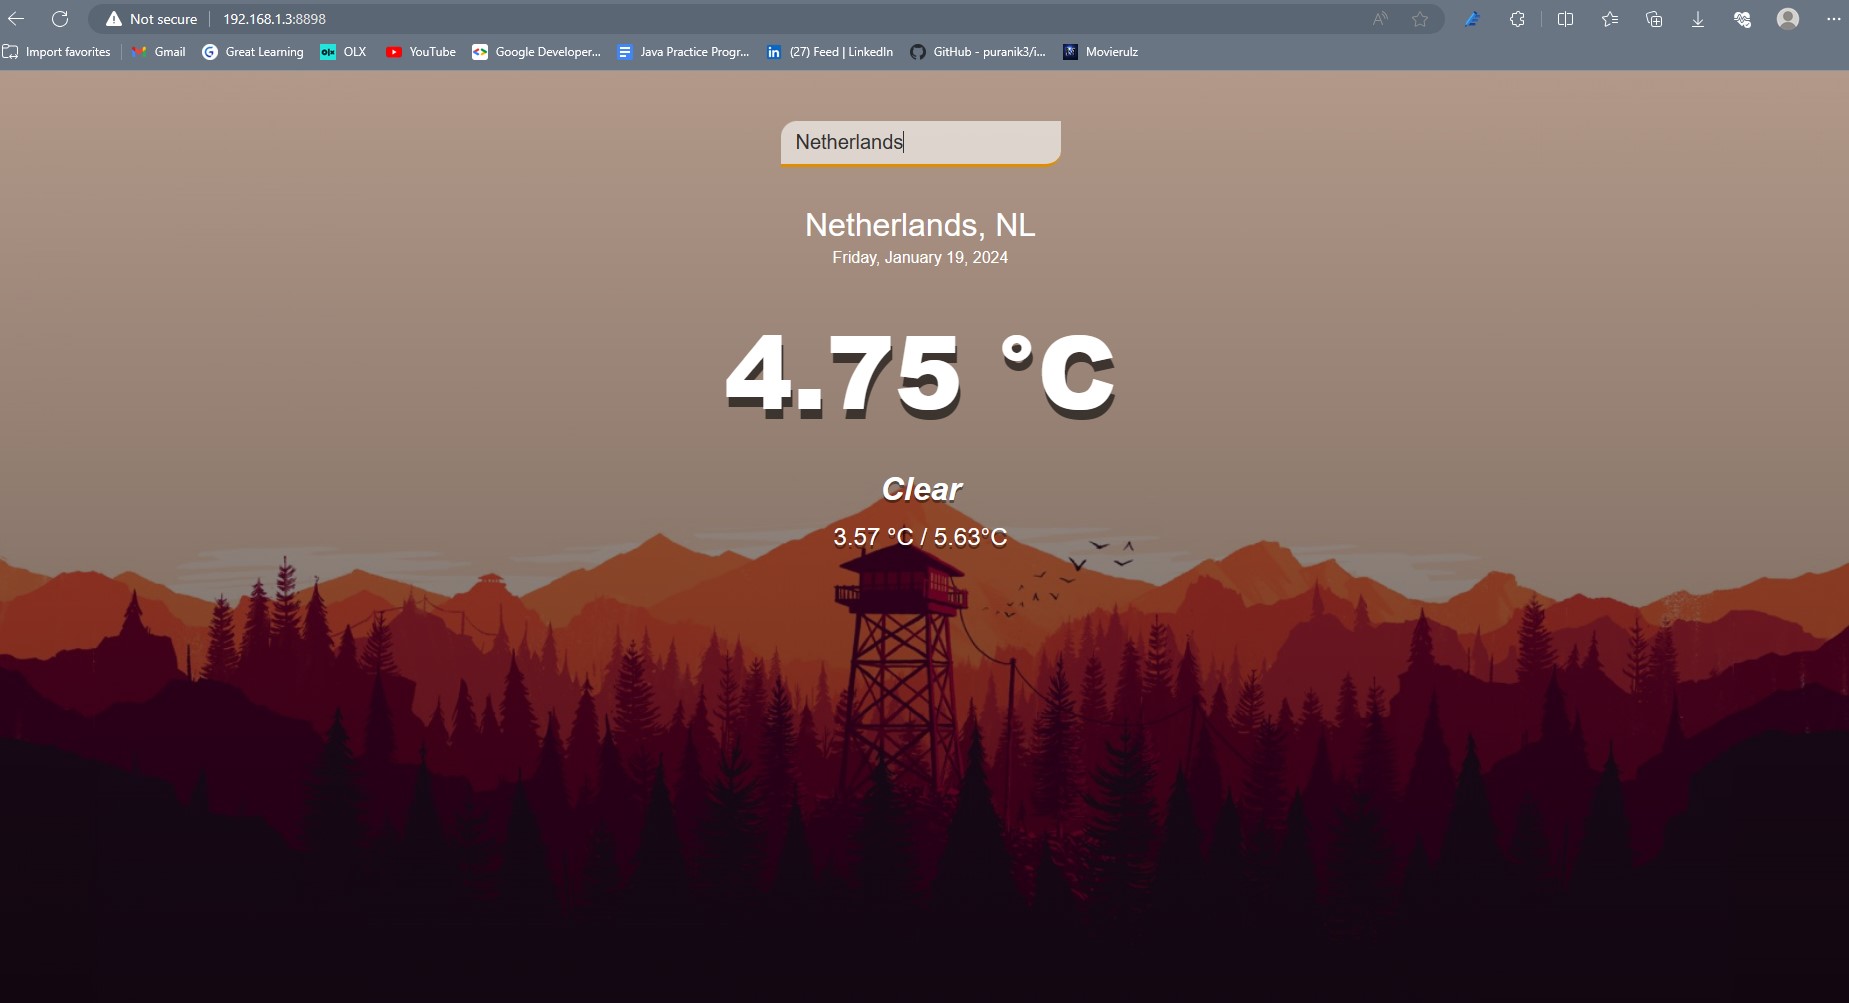 Not secure 192.168.1.3:8898
Import favorites Gmail Great Learning OLX YouTube Google Developer... Java Practice Progr... (27) Feed | LinkedIn GitHub - puranik3/i... Movierulz
Netherlands
Netherlands, NL
Friday, January 19, 2024
4.75 °C
Clear
3.57 °C / 5.63°C